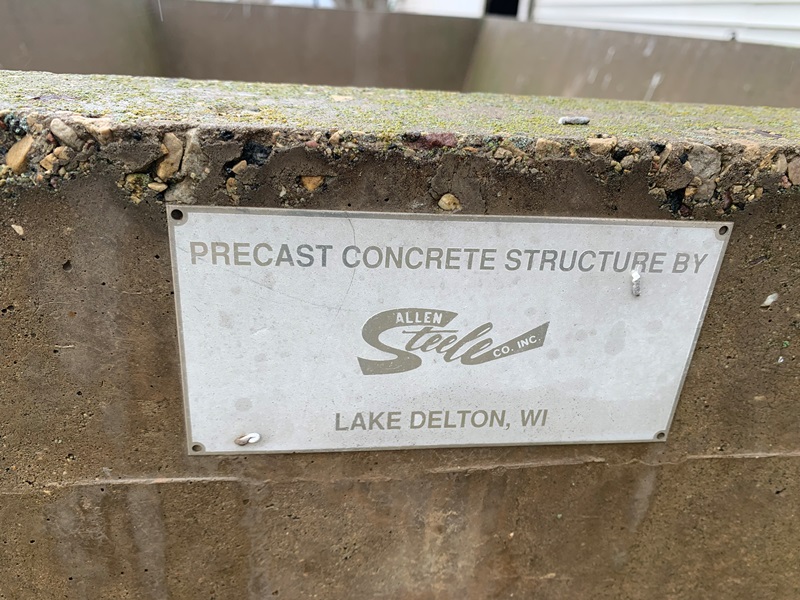 PRECAST CONCRETE STRUCTURE BY
ALLEN
Steele
CO. INC.
LAKE DELTON, WI